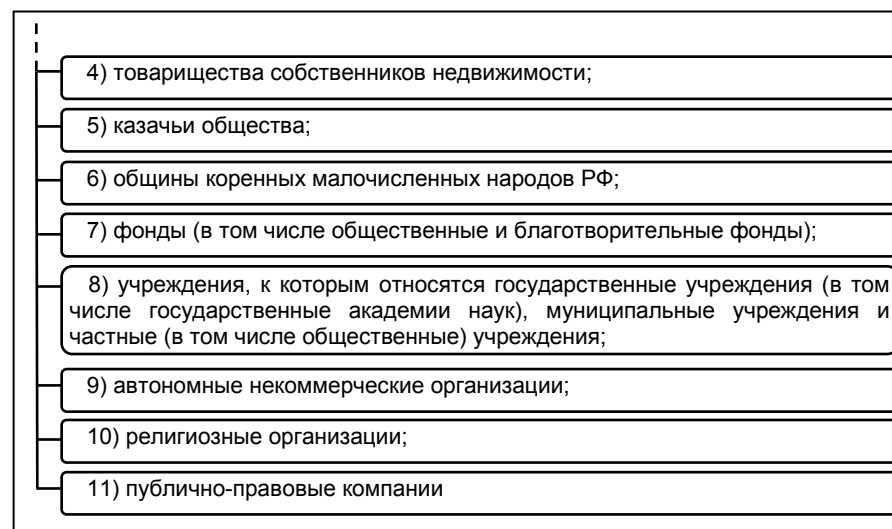 4) товарищества собственников недвижимости;
5) казачьи общества;
6) общины коренных малочисленных народов РФ;
7) фонды (в том числе общественные и благотворительные фонды);
8) учреждения, к которым относятся государственные учреждения (в том
числе государственные академии наук), муниципальные учреждения и
частные (в том числе общественные) учреждения;
9) автономные некоммерческие организации;
10) религиозные организации;
11) публично-правовые компании